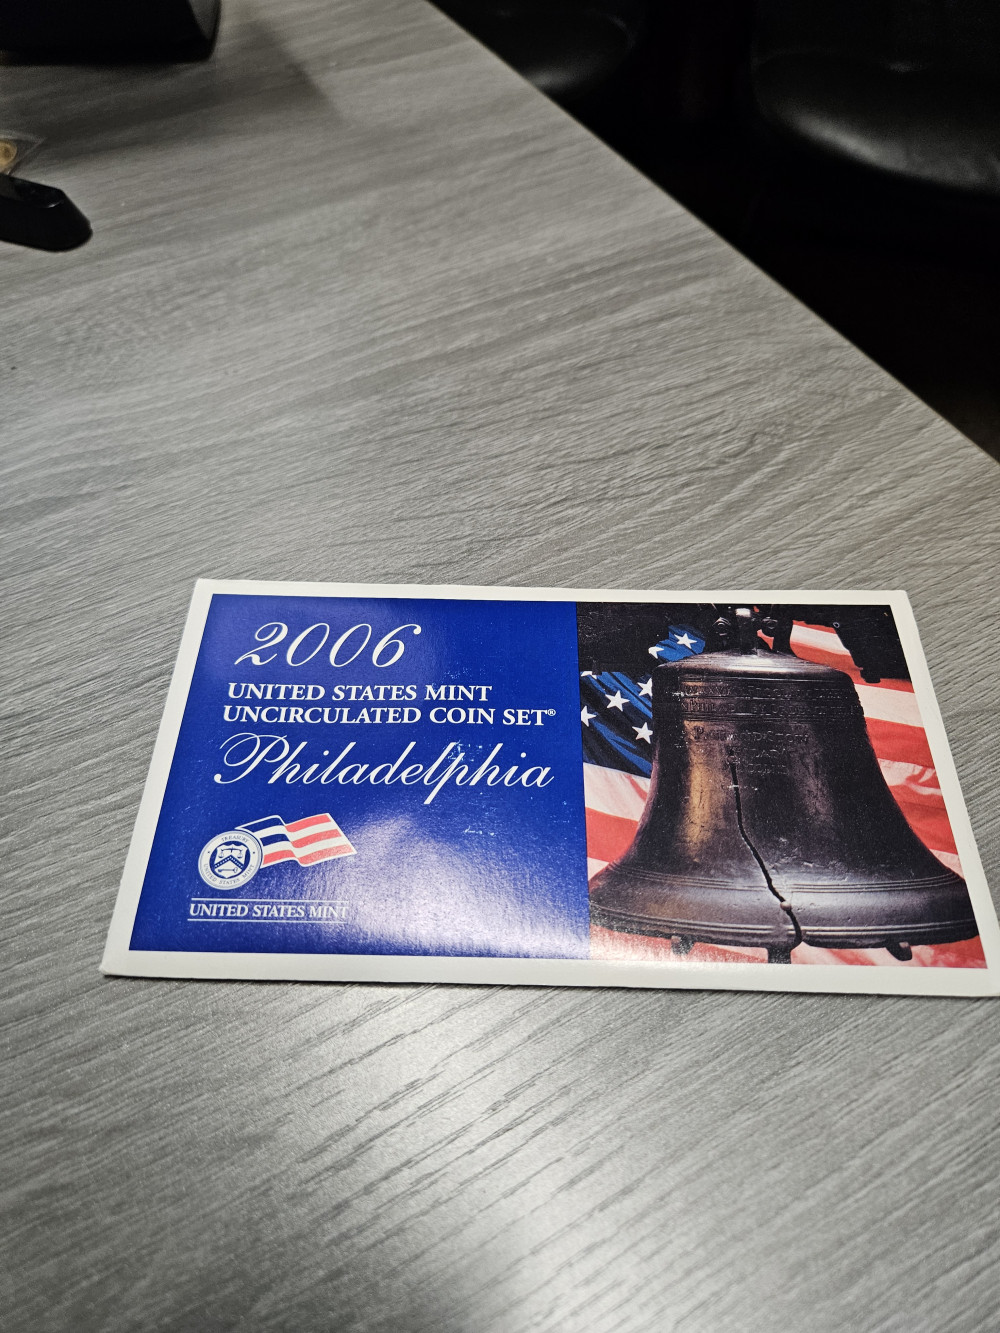 2006
UNITED STATES MINT
UNCIRCULATED COIN SET®
Philadelphia
UNITED STATES MINT